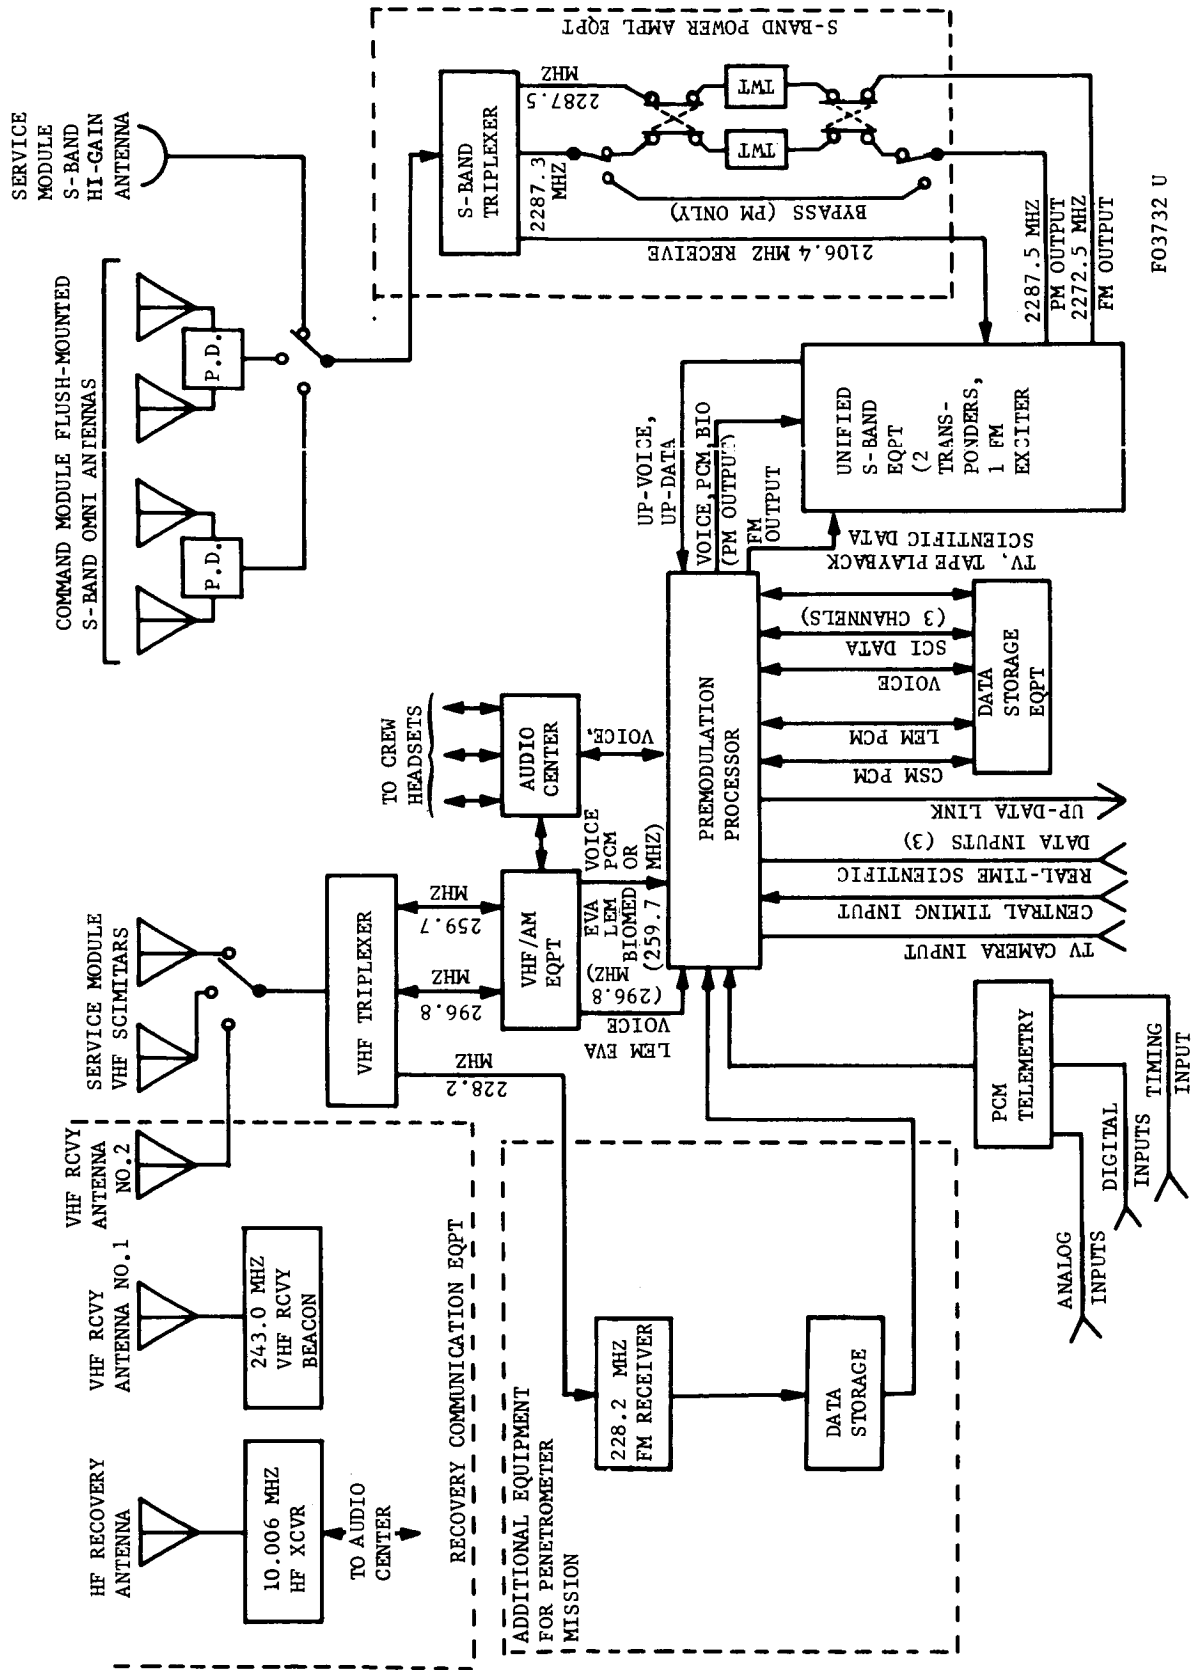 HF RECOVERY
ANTENNA
VHF RCVY
ANTENNA NO.1
VHF RCVY
ANTENNA
NO.2
SERVICE MODULE
VHF SCIMITARS
COMMAND MODULE FLUSH-MOUNTED
S-BAND OMNI ANTENNAS
SERVICE
MODULE
S-BAND
HI-GAIN
ANTENNA
P.D.
P.D.
10.006 MHZ
HF XCVR
243.0 MHZ
VHF RCVY
BEACON
TO AUDIO
CENTER
RECOVERY COMMUNICATION EQPT
VHF TRIPLEXER
228.2
MHZ
296.8
MHZ
259.7
MHZ
TO CREW
HEADSETS
VHF/AM
EQPT
AUDIO
CENTER
LEM EVA
VOICE
(296.8
MHZ)
EVA VOICE
LEM PCM
BIOMED OR
(259.7 MHZ)
VOICE,
S-BAND POWER AMPL EQPT
S-BAND
TRIPLEXER
2106.4 MHZ RECEIVE
2287.3
MHZ
2287.5
MHZ
BYPASS (PM ONLY)
TWT
TWT
ADDITIONAL EQUIPMENT
FOR PENETROMETER
MISSION
228.2 MHZ
FM RECEIVER
DATA
STORAGE
PREMODULATION
PROCESSOR
UP-VOICE,
UP-DATA
VOICE,PCM,BIO
(PM OUTPUT)
FM
OUTPUT
TV, TAPE PLAYBACK
SCIENTIFIC DATA
UNIFIED
S-BAND
EQPT
(2
TRANS-
PONDERS,
1 FM
EXCITER
2287.5 MHZ
PM OUTPUT
2272.5 MHZ
FM OUTPUT
PCM
TELEMETRY
ANALOG
INPUTS
DIGITAL
INPUTS
TIMING
INPUT
TV CAMERA INPUT
CENTRAL TIMING INPUT
REAL-TIME SCIENTIFIC
DATA INPUTS (3)
UP-DATA LINK
CSM PCM
LEM PCM
VOICE
SCI DATA
(3 CHANNELS)
DATA
STORAGE
EQPT
F03732 U